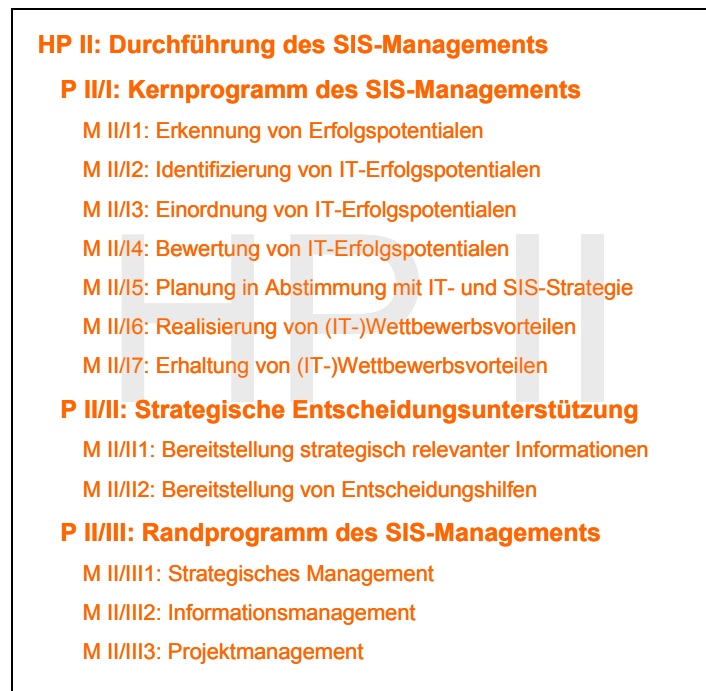 HP II: Durchführung des SIS-Managements
P II/I: Kernprogramm des SIS-Managements
M II/I1: Erkennung von Erfolgspotentialen
M II/I2: Identifizierung von IT-Erfolgspotentialen
M II/I3: Einordnung von IT-Erfolgspotentialen
M II/I4: Bewertung von IT-Erfolgspotentialen
M II/I5: Planung in Abstimmung mit IT- und SIS-Strategie
M II/I6: Realisierung von (IT-)Wettbewerbsvorteilen
M II/I7: Erhaltung von (IT-)Wettbewerbsvorteilen
P II/II: Strategische Entscheidungsunterstützung
M II/II1: Bereitstellung strategisch relevanter Informationen
M II/II2: Bereitstellung von Entscheidungshilfen
P II/III: Randprogramm des SIS-Managements
M II/III1: Strategisches Management
M II/III2: Informationsmanagement
M II/III3: Projektmanagement
HP II